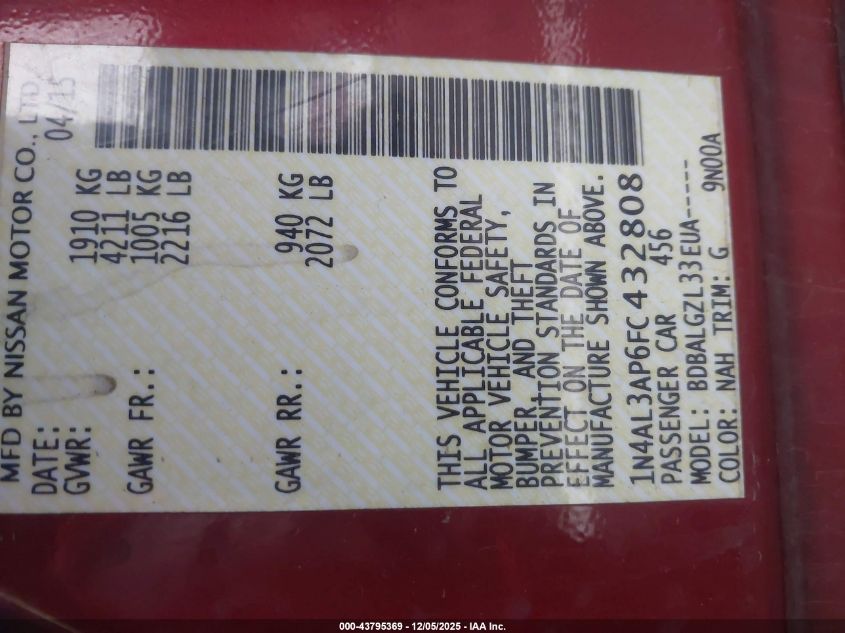 MFD BY NISSAN MOTOR CO., LTD
DATE: 04/15
GVWR: 1910 KG
4211 LB
GAWR FR.: 1005 KG
2216 LB
GAWR RR.: 940 KG
2072 LB
THIS VEHICLE CONFORMS TO
ALL APPLICABLE FEDERAL
MOTOR VEHICLE SAFETY,
BUMPER AND THEFT
PREVENTION STANDARDS IN
EFFECT ON THE DATE OF
MANUFACTURE SHOWN ABOVE.
1N4AL3AP6FC432808
PASSENGER CAR 456
MODEL: BDBALGZL33EUA-----
COLOR: NAH TRIM: G 9N00A
000-43795369 - 12/05/2025 - IAA Inc.